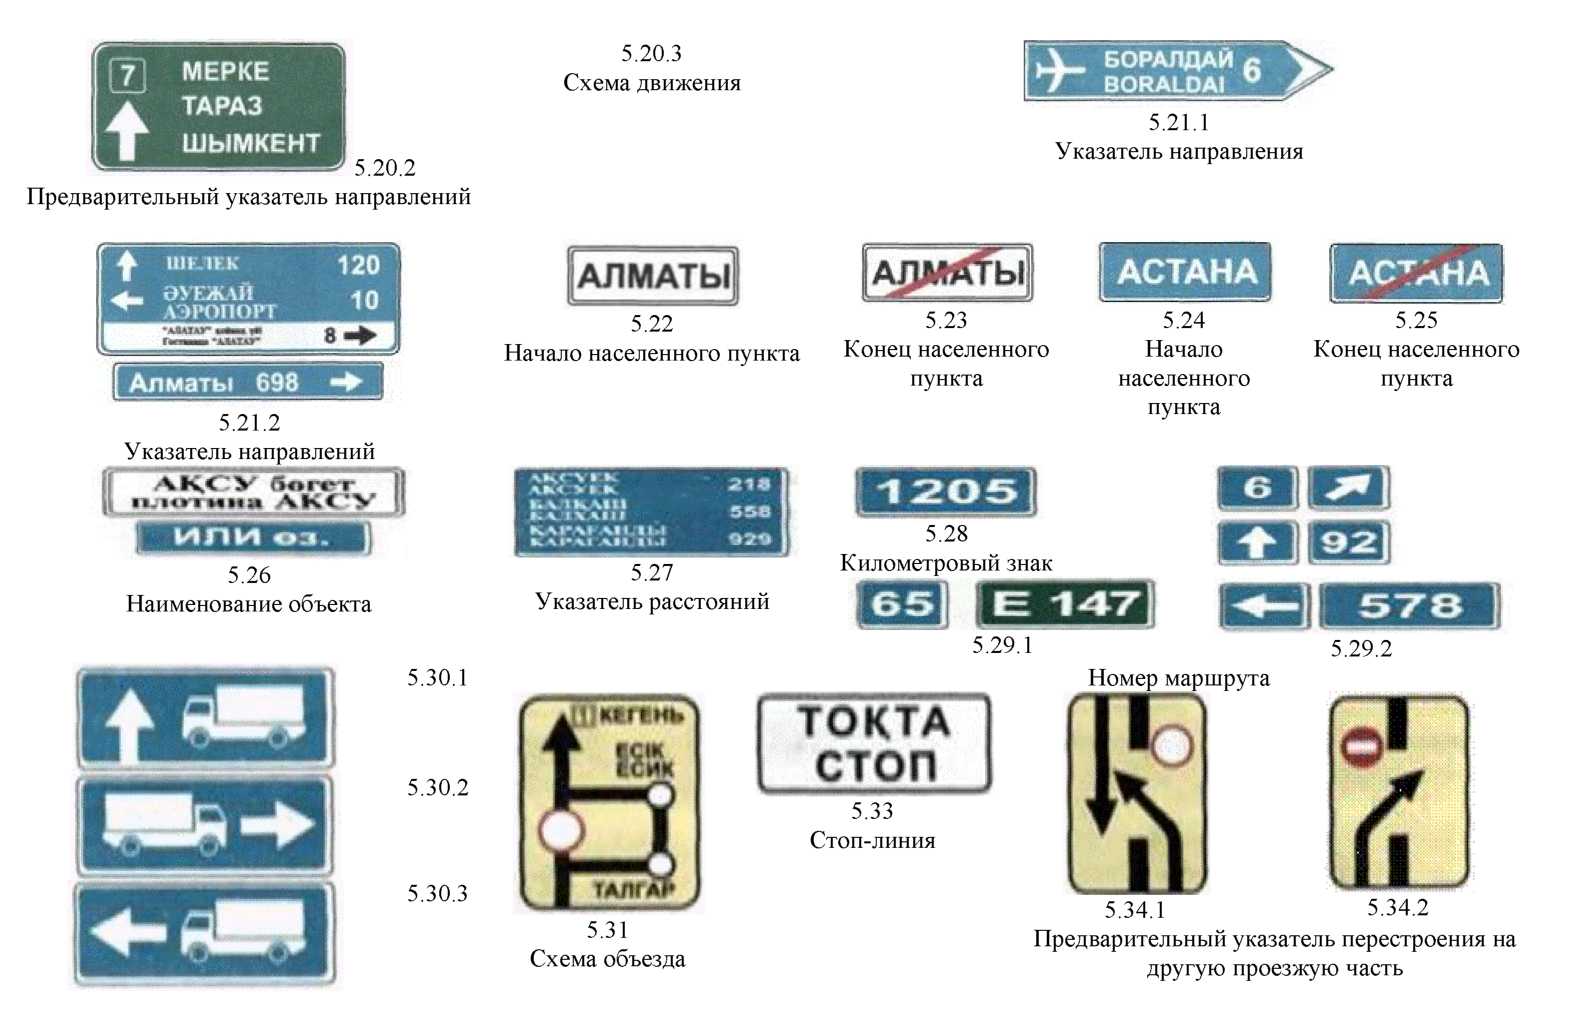 7 МЕРКЕ
ТАРАЗ
ШЫМКЕНТ
5.20.2
Предварительный указатель направлений
5.20.3
Схема движения
БОРАЛДАЙ 6
BORALDAI
5.21.1
Указатель направления
ШЕЛЕК 120
ӘУЕЖАЙ
АЭРОПОРТ 10
"АЛАТАУ" қонақ үйі
Гостиница "АЛАТАУ" 8
Алматы 698
5.21.2
Указатель направлений
АЛМАТЫ
5.22
Начало населенного пункта
АЛМАТЫ
5.23
Конец населенного
пункта
АСТАНА
5.24
Начало
населенного
пункта
АСТАНА
5.25
Конец населенного
пункта
АҚСУ бөгет
плотина АКСУ
ИЛИ оз.
5.26
Наименование объекта
АҚСУЕК
АКСУЕК 218
БАЛҚАШ
БАЛХАШ 558
ҚАРАҒАНДЫ
КАРАГАНДЫ 929
5.27
Указатель расстояний
1205
5.28
Километровый знак
65 E 147
5.29.1
6
92
578
5.29.2
Номер маршрута
5.30.1
5.30.2
5.30.3
1 КЕГЕНЬ
ЕСІК
ЕСИК
ТАЛГАР
5.31
Схема объезда
ТОҚТА
СТОП
5.33
Стоп-линия
5.34.1
5.34.2
Предварительный указатель перестроения на
другую проезжую часть